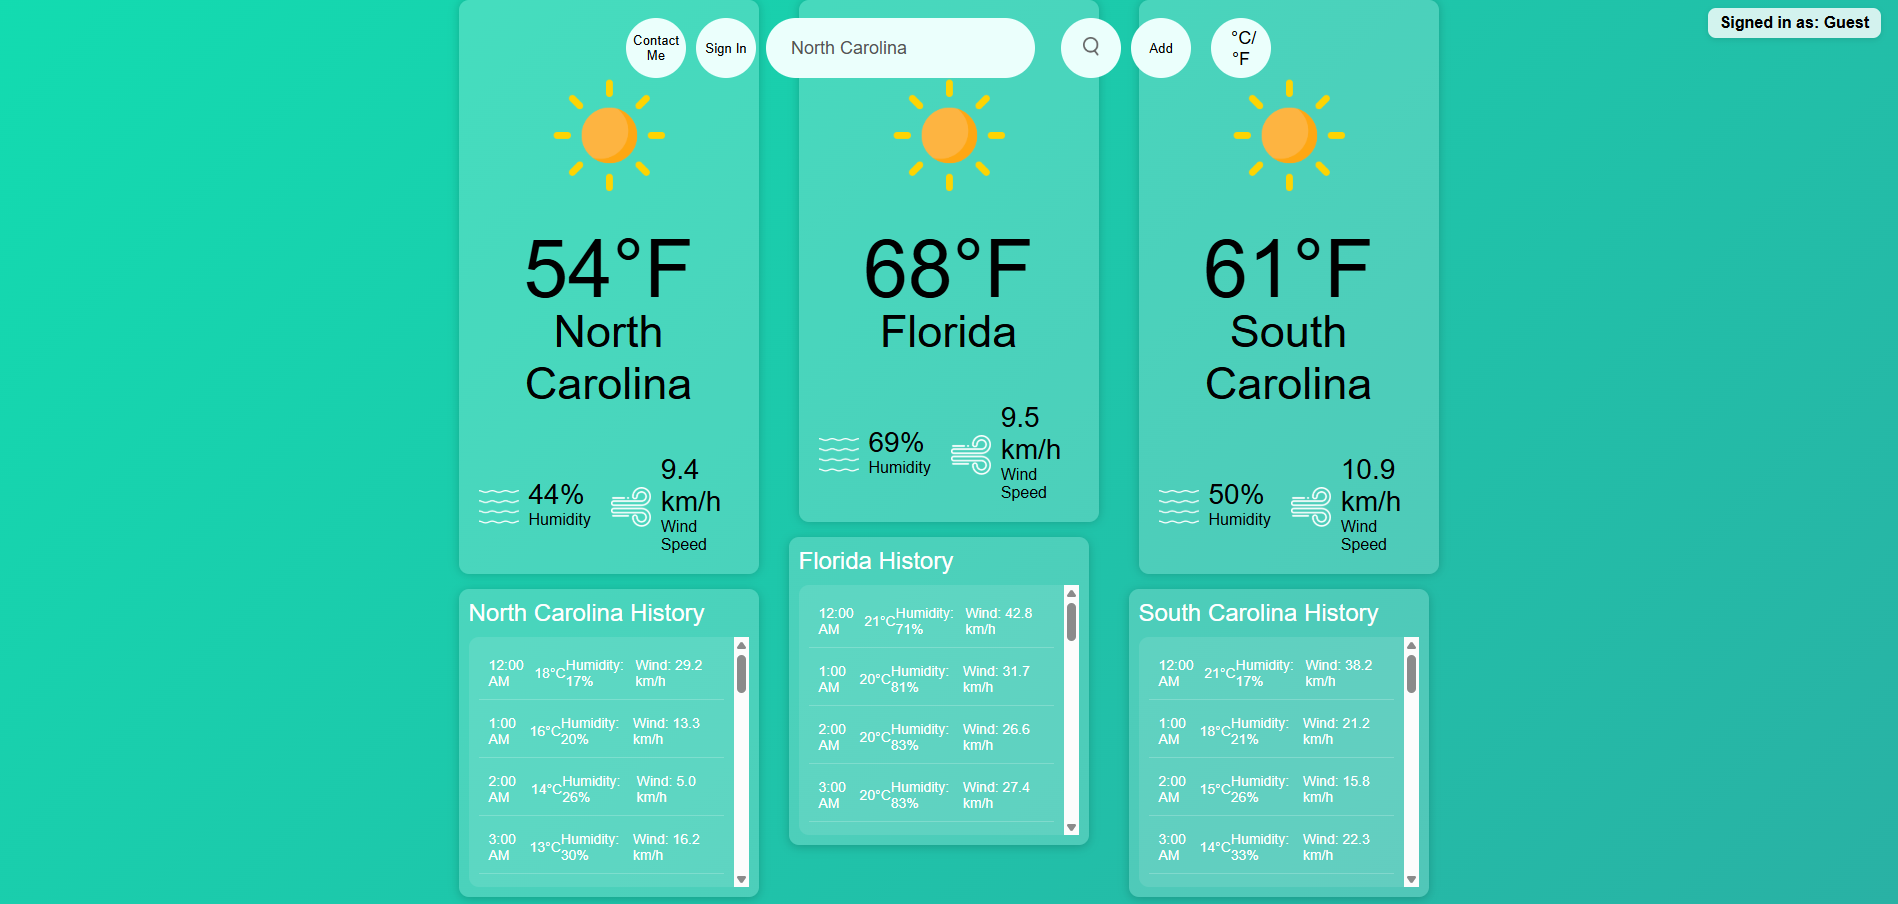 Contact
Me
Sign In
North Carolina
Add
°C/
°F
Signed in as: Guest
54°F
North
Carolina
44%
Humidity
9.4
km/h
Wind
Speed
68°F
Florida
69%
Humidity
9.5
km/h
Wind
Speed
61°F
South
Carolina
50%
Humidity
10.9
km/h
Wind
Speed
North Carolina History
12:00
AM
18°C
Humidity:
17%
Wind: 29.2
km/h
1:00
AM
16°C
Humidity:
20%
Wind: 13.3
km/h
2:00
AM
14°C
Humidity:
26%
Wind: 5.0
km/h
3:00
AM
13°C
Humidity:
30%
Wind: 16.2
km/h
Florida History
12:00
AM
21°C
Humidity:
71%
Wind: 42.8
km/h
1:00
AM
20°C
Humidity:
81%
Wind: 31.7
km/h
2:00
AM
20°C
Humidity:
83%
Wind: 26.6
km/h
3:00
AM
20°C
Humidity:
83%
Wind: 27.4
km/h
South Carolina History
12:00
AM
21°C
Humidity:
17%
Wind: 38.2
km/h
1:00
AM
18°C
Humidity:
21%
Wind: 21.2
km/h
2:00
AM
15°C
Humidity:
26%
Wind: 15.8
km/h
3:00
AM
14°C
Humidity:
33%
Wind: 22.3
km/h